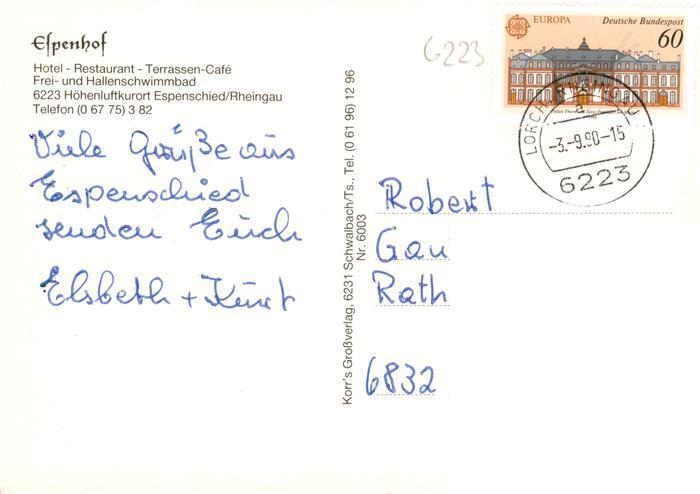 Espenhof
Hotel - Restaurant - Terrassen-Café
Frei- und Hallenschwimmbad
6223 Höhenluftkurort Espenschied/Rheingau
Telefon (0 67 75) 3 82
Viele Grüße aus
Espenschied
senden Euch
Elsbeth + Kurt
Korr's Großverlag, 6231 Schwalbach/Ts., Tel. (0 61 96) 12 96
Nr. 6003
6223
EUROPA
Deutsche Bundespost
60
LORCH
a
-3.-9.90-15
6223
Robert
Gau
Rath
6832